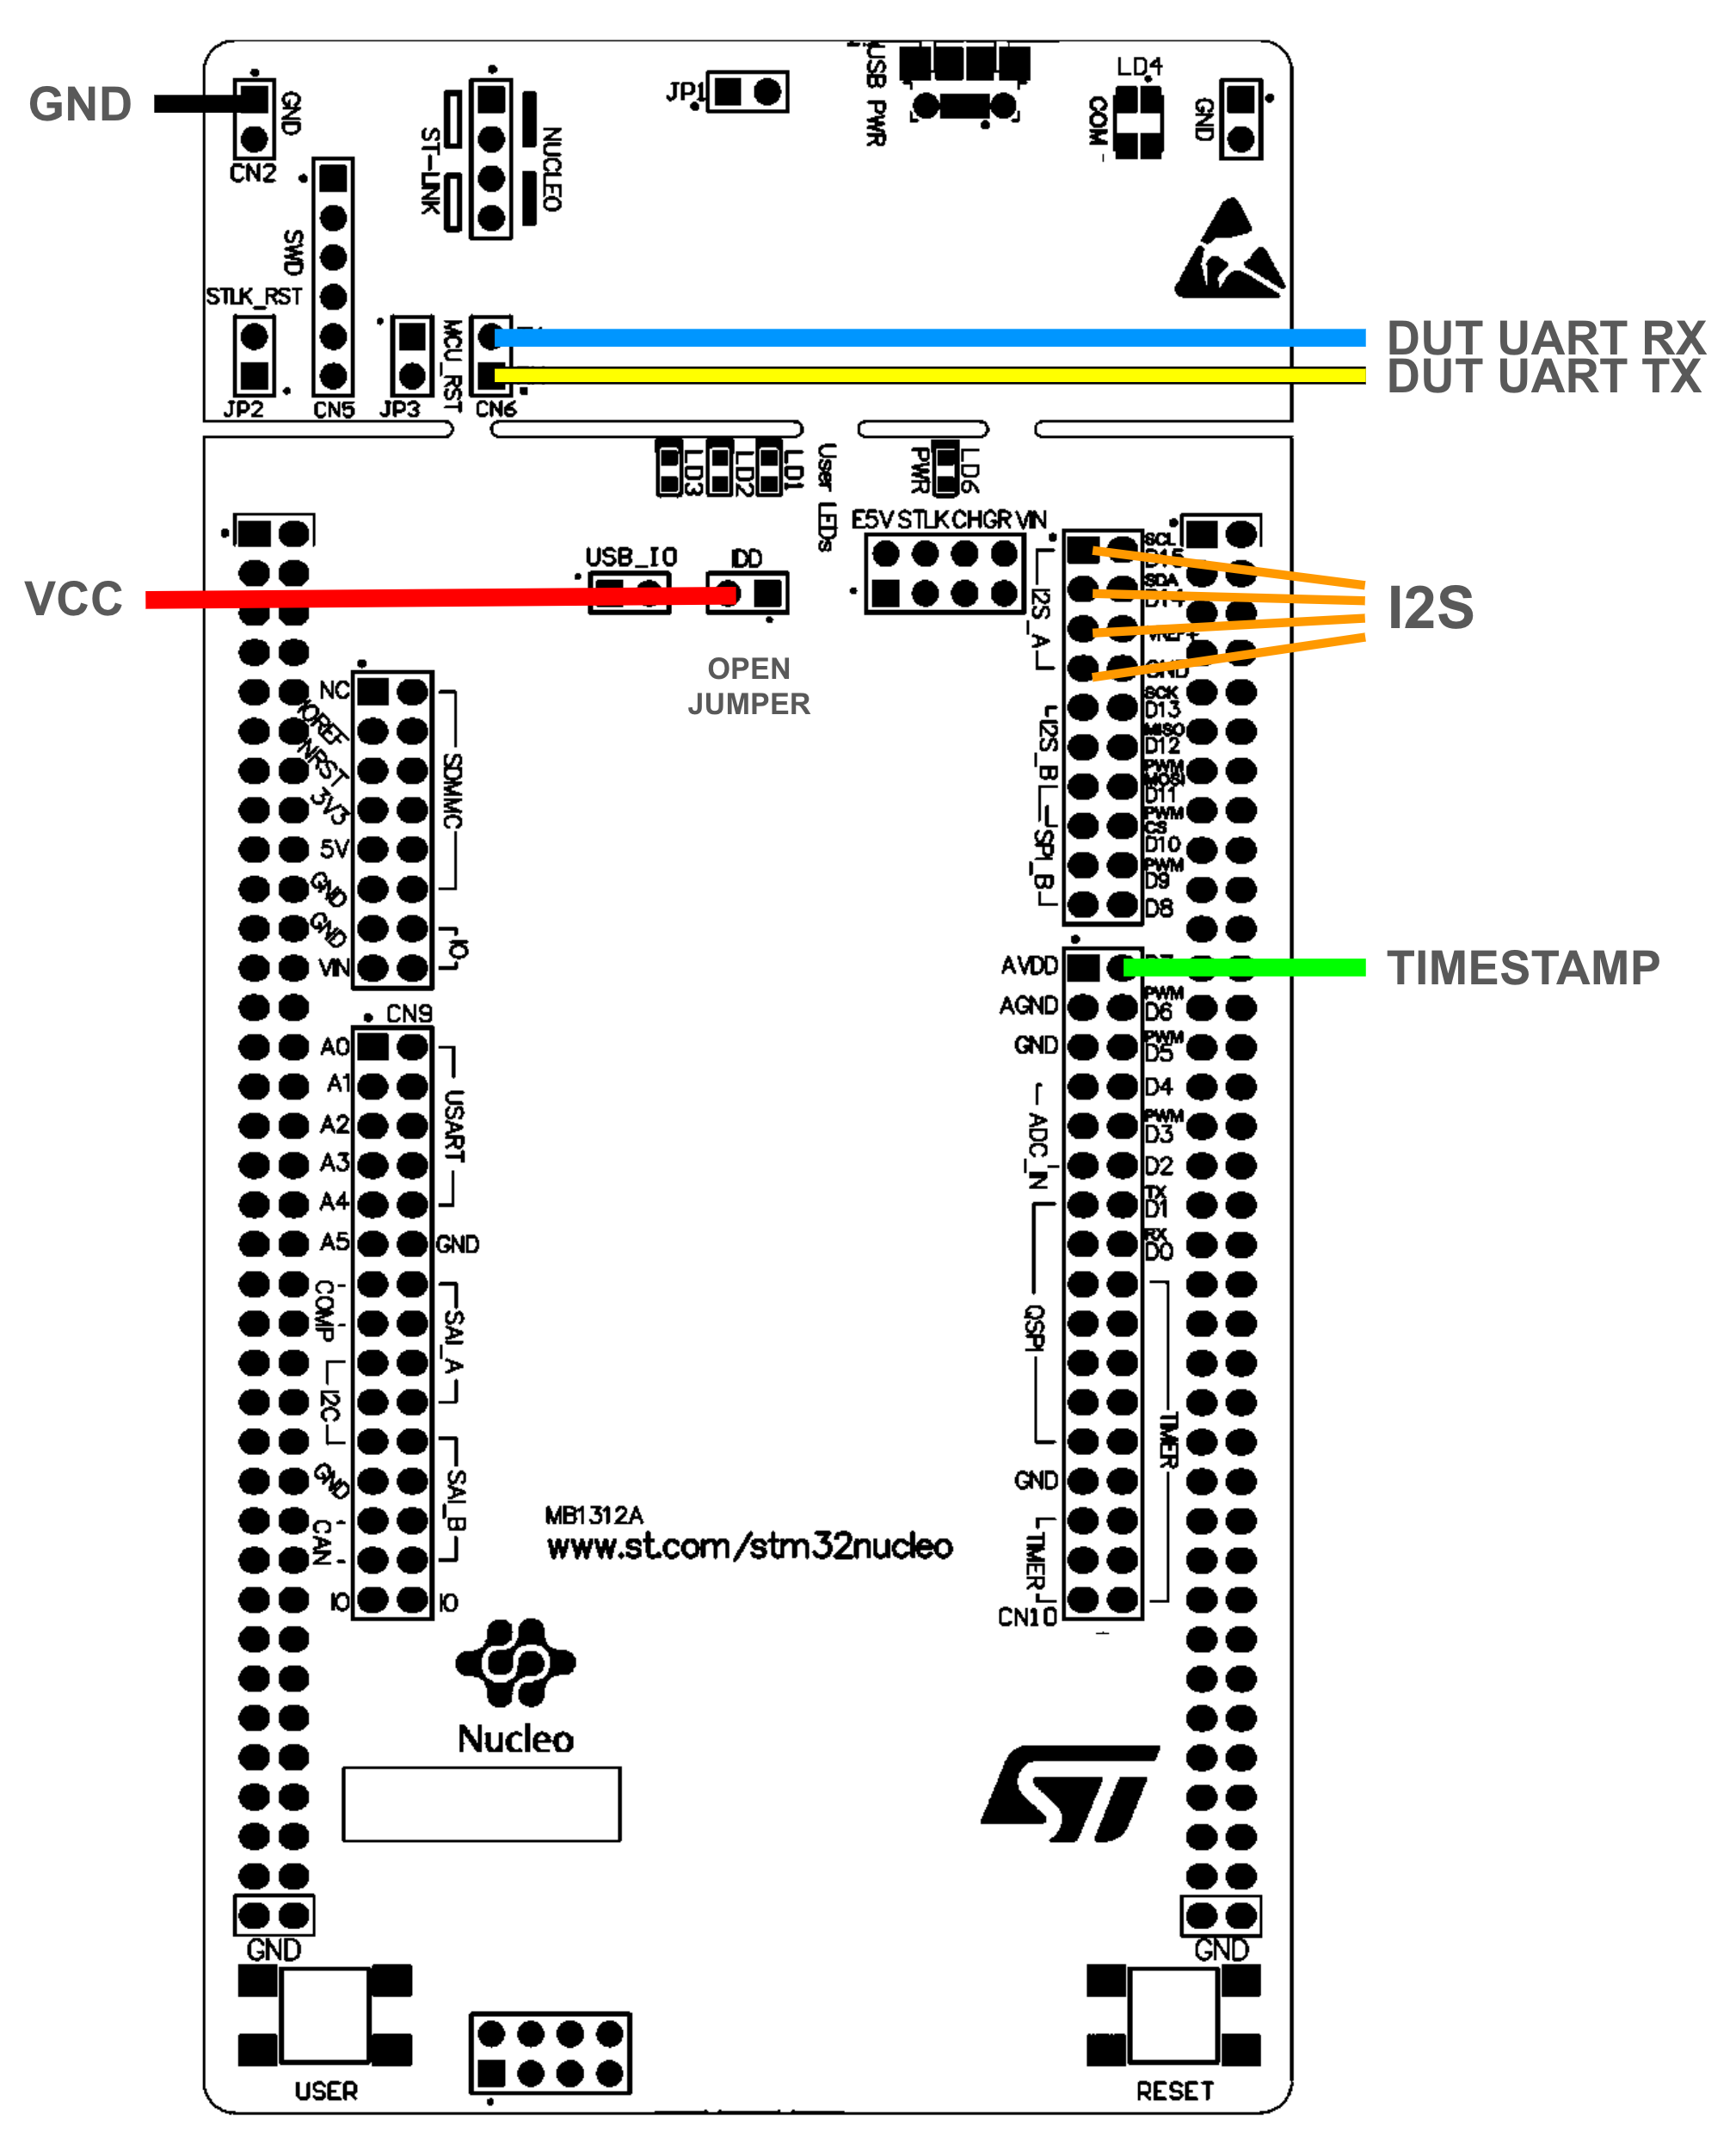 USB PWR
LD4
COM
GND
JP1
GND
GND
CN2
ST-LINK
NUCLEO
SWD
STLK_RST
MCU_RST
DUT UART RX
DUT UART TX
JP2
CN5
JP3
CN6
LD3
LD2
LD1
User LEDs
PWR
LD6
E5V STLK CHGR VIN
USB_IO
IDD
VCC
I2S
OPEN
JUMPER
I2S_A
SCL
D15
SDA
D14
VREF+
GND
SCK
D13
MISO
D12
PWM
MOSI
D11
PWM
CS
D10
PWM
D9
D8
I2S_B
SPI_B
NC
IOREF
NRST
3V3
5V
GND
GND
VIN
SDMMC
IO
AVDD
TIMESTAMP
AGND
PWM
D6
GND
PWM
D5
D4
PWM
D3
D2
TX
D1
RX
D0
ADC_IN
QSPI
TIMER
GND
TIMER
CN10
CN9
A0
A1
A2
A3
A4
A5
USART
GND
COMP
I2C
GND
CAN
IO
SAI_A
SAI_B
IO
MB1312A
www.st.com/stm32nucleo
Nucleo
ST
GND
GND
USER
RESET